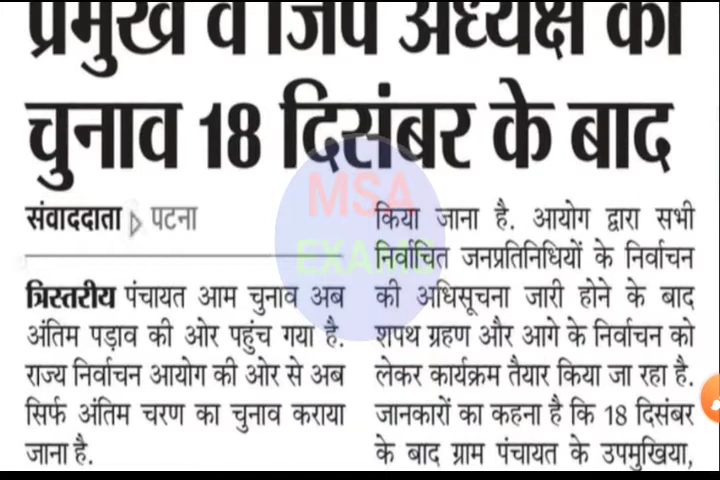 प्रमुख व जिप अध्यक्ष का
चुनाव 18 दिसंबर के बाद
संवाददाता ▷ पटना
त्रिस्तरीय पंचायत आम चुनाव अब
अंतिम पड़ाव की ओर पहुंच गया है.
राज्य निर्वाचन आयोग की ओर से अब
सिर्फ अंतिम चरण का चुनाव कराया
जाना है.
किया जाना है. आयोग द्वारा सभी
निर्वाचित जनप्रतिनिधियों के निर्वाचन
की अधिसूचना जारी होने के बाद
शपथ ग्रहण और आगे के निर्वाचन को
लेकर कार्यक्रम तैयार किया जा रहा है.
जानकारों का कहना है कि 18 दिसंबर
के बाद ग्राम पंचायत के उपमुखिया,
MSA
EXAMS